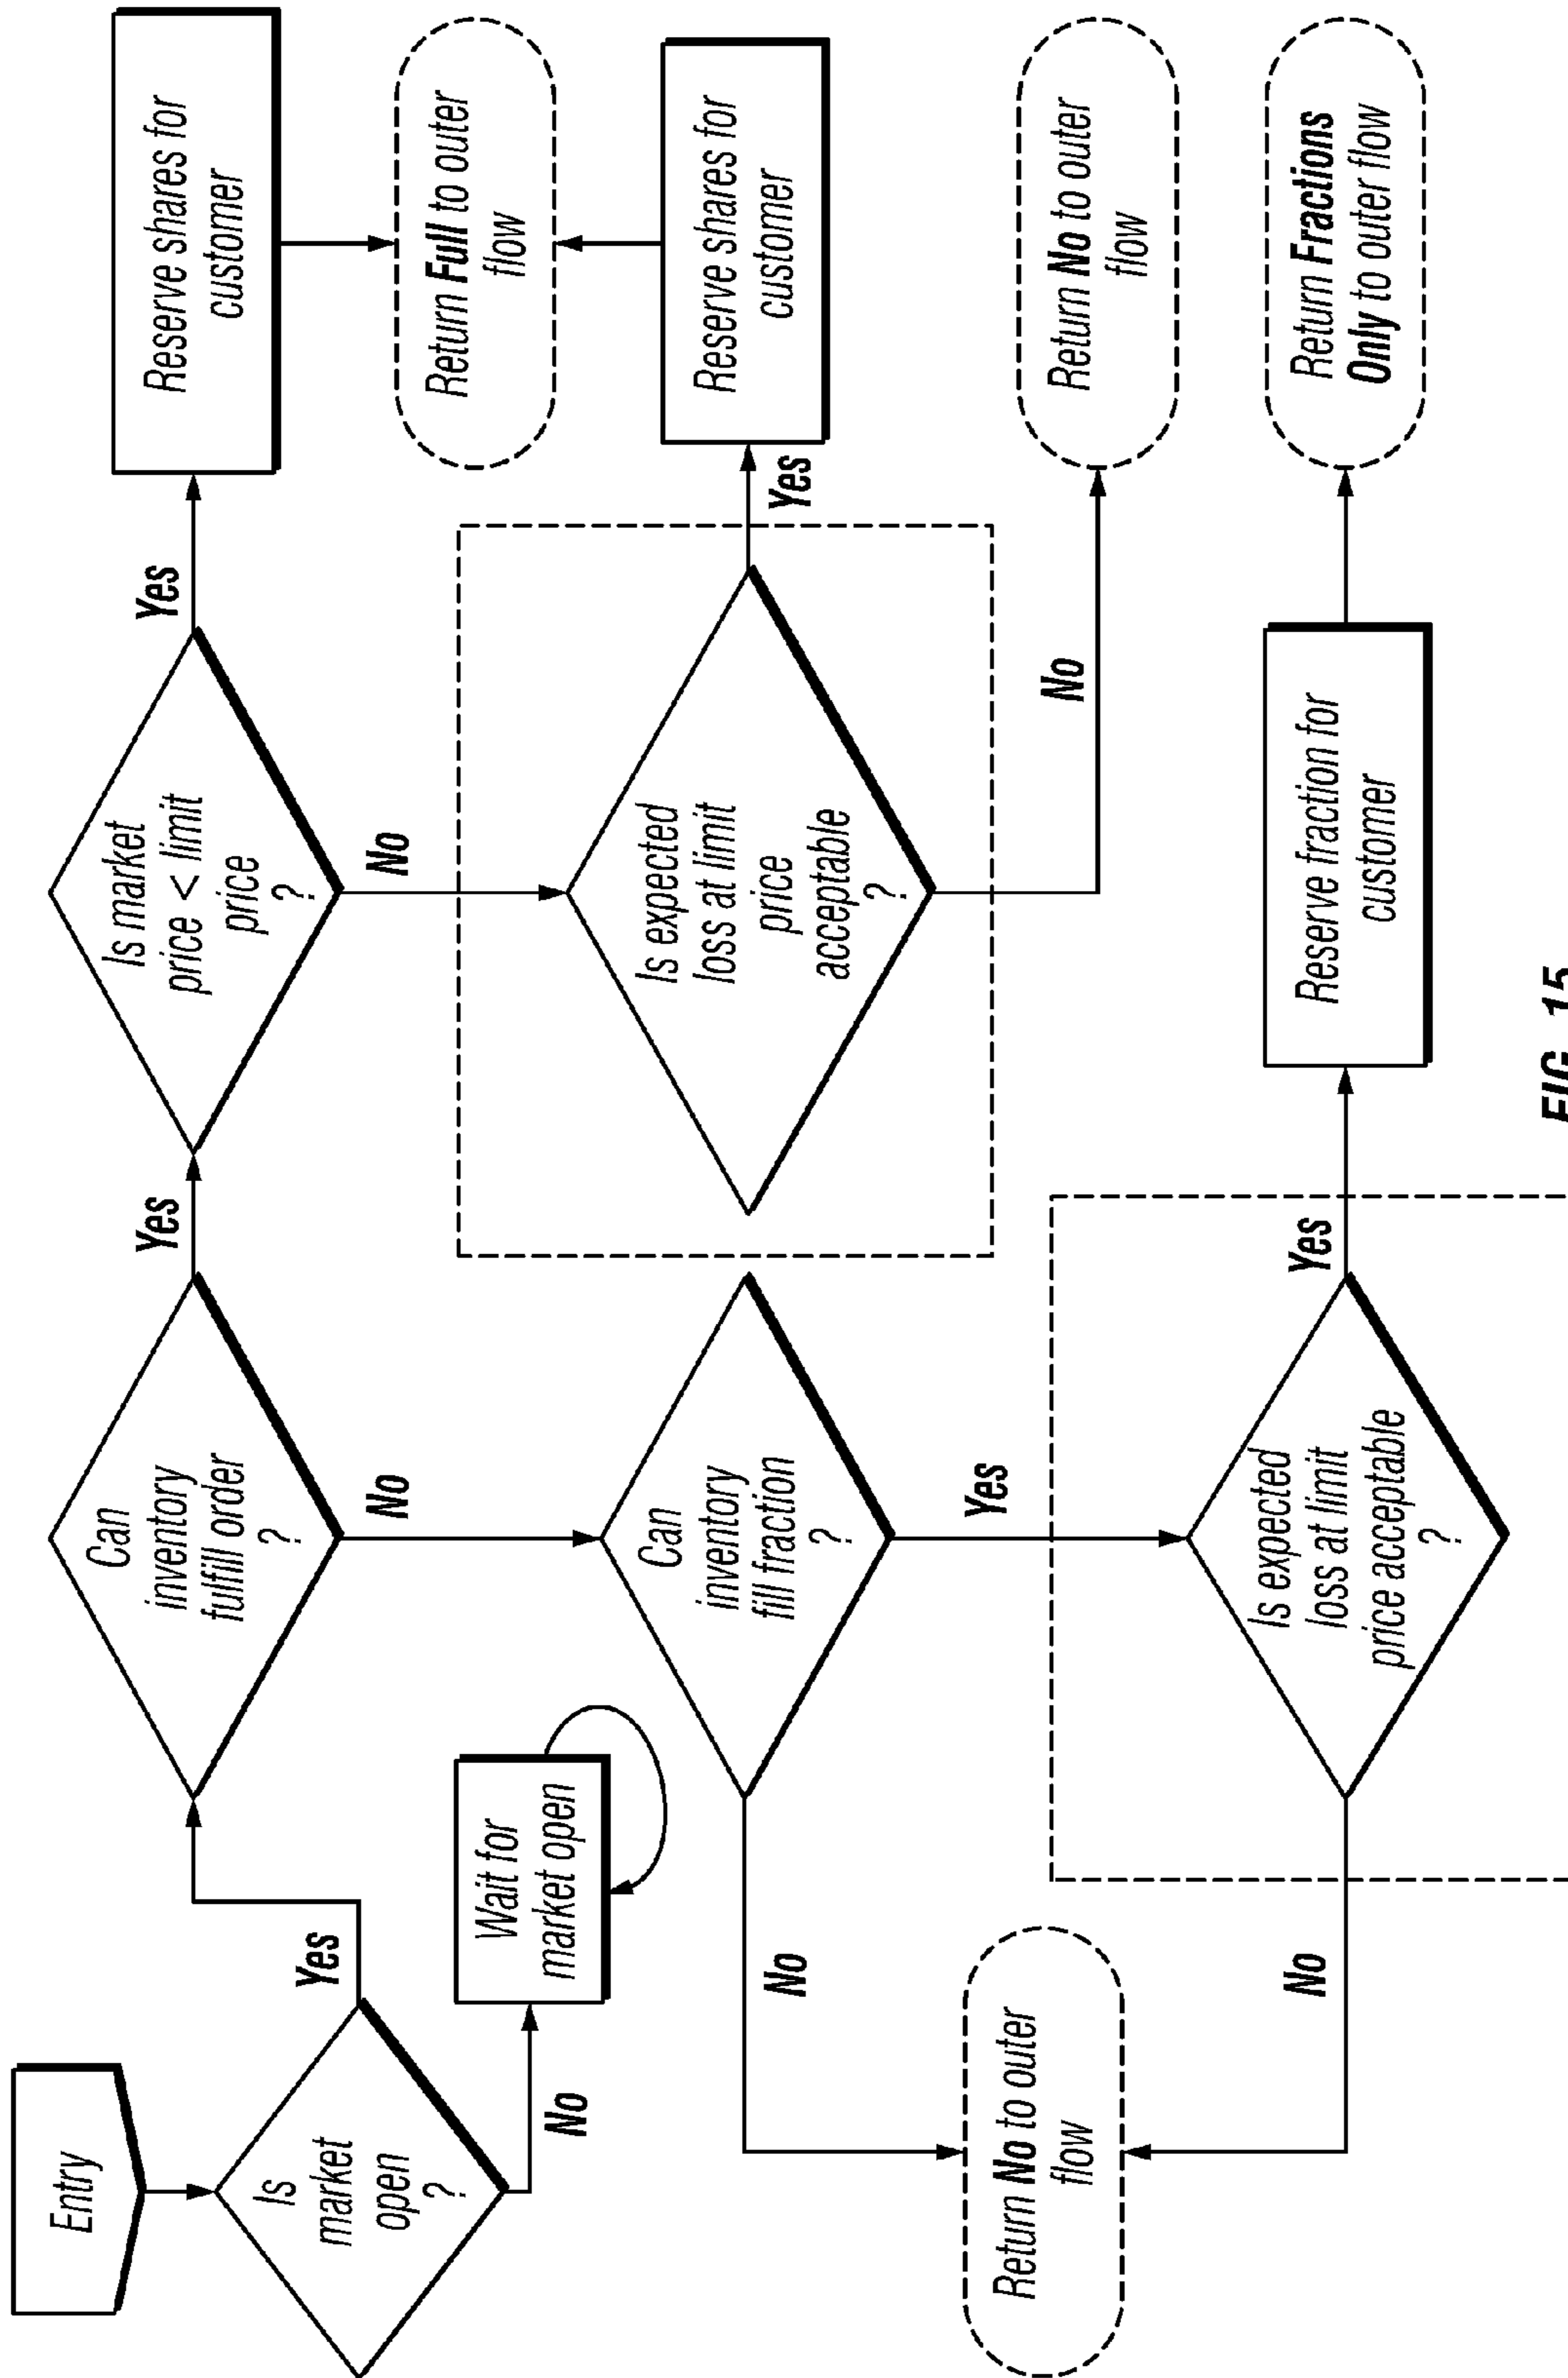 Entry
Is
market
open
?
Yes
No
Wait for
market open
Can
inventory
fulfill order
?
Yes
No
Is market
price < limit
price
?
Yes
No
Reserve shares for
customer
Return Full to outer
flow
Can
inventory
fill fraction
?
No
Yes
Is expected
loss at limit
price
acceptable
?
Yes
No
Reserve shares for
customer
Return No to outer
flow
Return No to outer
flow
Is expected
loss at limit
price acceptable
?
No
Yes
Reserve fraction for
customer
Return Fractions
Only to outer flow
FIG. 15